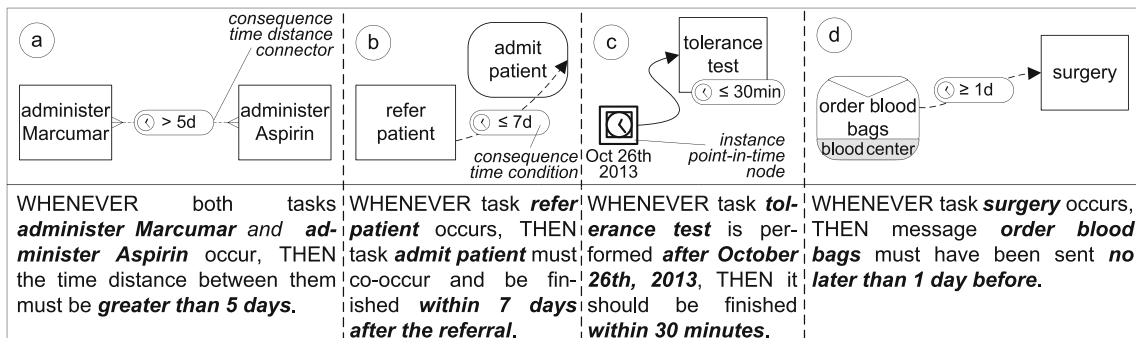 a
consequence
time distance
connector
administer
Marcumar
> 5d
administer
Aspirin
WHENEVER both tasks
administer Marcumar and ad-
minister Aspirin occur, THEN
the time distance between them
must be greater than 5 days.
b
admit
patient
refer
patient
≤ 7d
consequence
time condition
WHENEVER task refer
patient occurs, THEN
task admit patient must
co-occur and be fin-
ished within 7 days
after the referral.
c
tolerance
test
≤ 30min
Oct 26th
2013
instance
point-in-time
node
WHENEVER task tol-
erance test is per-
formed after October
26th, 2013, THEN it
should be finished
within 30 minutes.
d
order blood
bags
blood center
≥ 1d
surgery
WHENEVER task surgery occurs,
THEN message order blood
bags must have been sent no
later than 1 day before.